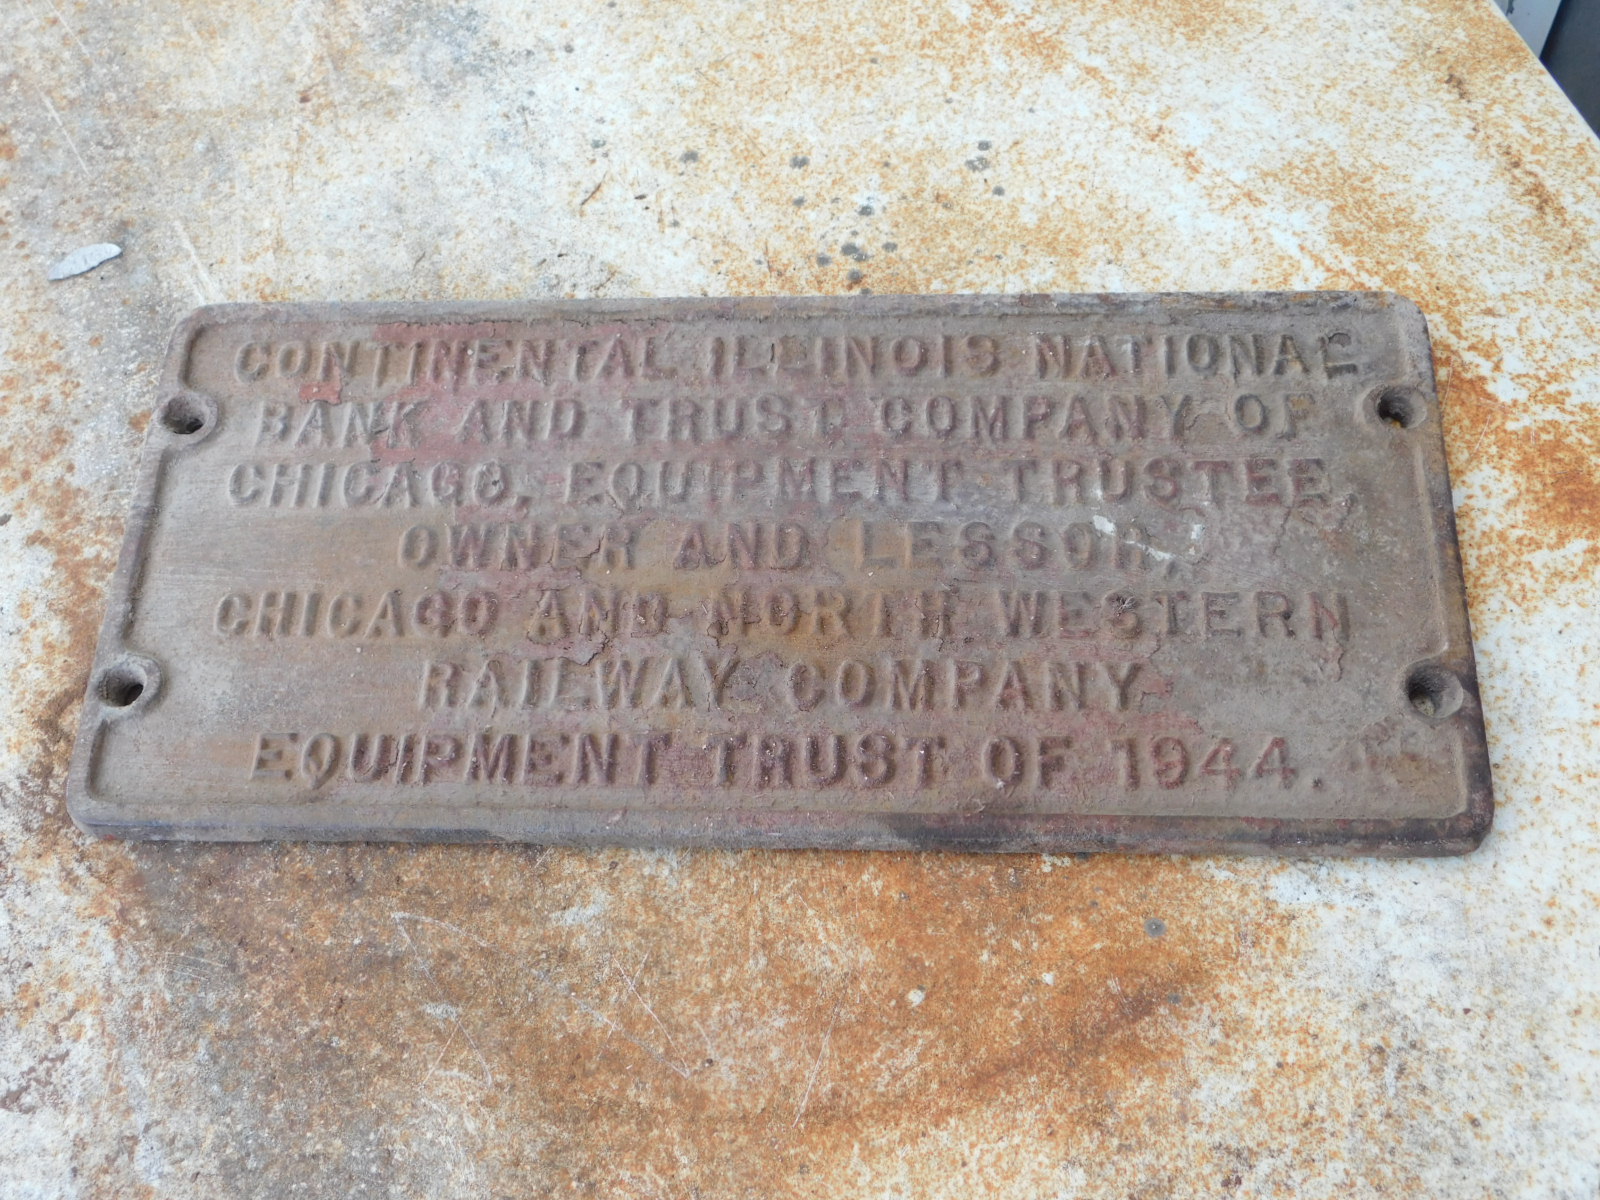 CONTINENTAL ILLINOIS NATIONAL
BANK AND TRUST COMPANY OF
CHICAGO, EQUIPMENT TRUSTEE,
OWNER AND LESSOR,
CHICAGO AND NORTH WESTERN
RAILWAY COMPANY
EQUIPMENT TRUST OF 1944.